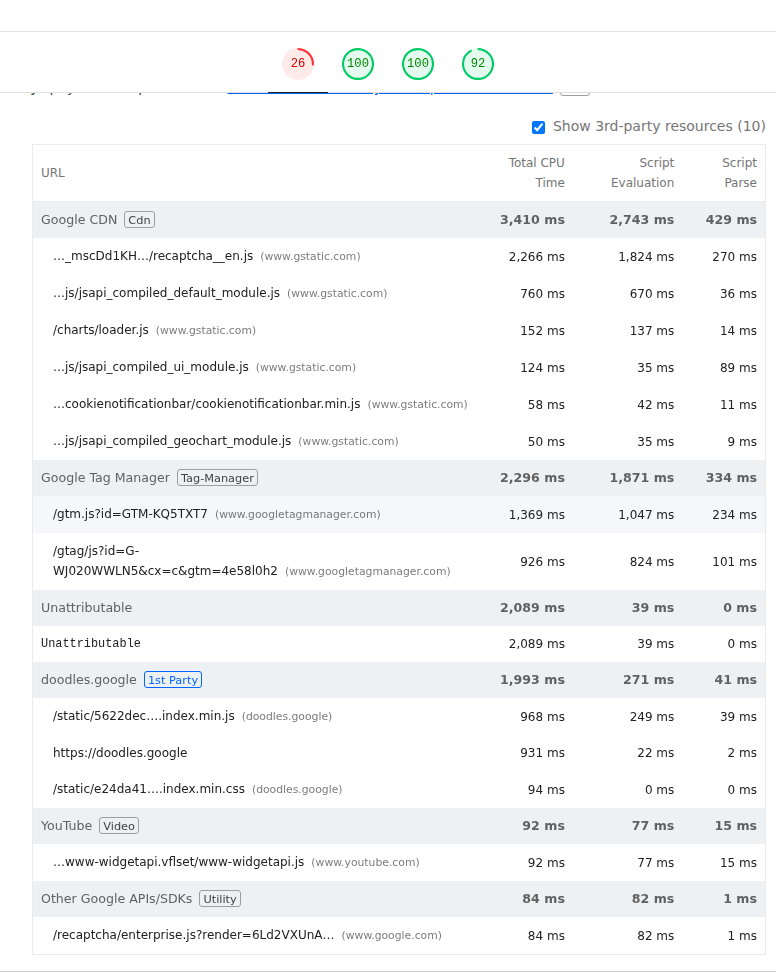 26 100 100 92
Show 3rd-party resources (10)
URL Total CPU Time Script Evaluation Script Parse
Google CDN Cdn 3,410 ms 2,743 ms 429 ms
…_mscDd1KH…/recaptcha__en.js (www.gstatic.com) 2,266 ms 1,824 ms 270 ms
…js/jsapi_compiled_default_module.js (www.gstatic.com) 760 ms 670 ms 36 ms
/charts/loader.js (www.gstatic.com) 152 ms 137 ms 14 ms
…js/jsapi_compiled_ui_module.js (www.gstatic.com) 124 ms 35 ms 89 ms
…cookienotificationbar/cookienotificationbar.min.js (www.gstatic.com) 58 ms 42 ms 11 ms
…js/jsapi_compiled_geochart_module.js (www.gstatic.com) 50 ms 35 ms 9 ms
Google Tag Manager Tag-Manager 2,296 ms 1,871 ms 334 ms
/gtm.js?id=GTM-KQ5TXT7 (www.googletagmanager.com) 1,369 ms 1,047 ms 234 ms
/gtag/js?id=G-
WJ020WWLN5&cx=c&gtm=4e58l0h2 (www.googletagmanager.com) 926 ms 824 ms 101 ms
Unattributable 2,089 ms 39 ms 0 ms
Unattributable 2,089 ms 39 ms 0 ms
doodles.google 1st Party 1,993 ms 271 ms 41 ms
/static/5622dec….index.min.js (doodles.google) 968 ms 249 ms 39 ms
https://doodles.google 931 ms 22 ms 2 ms
/static/e24da41….index.min.css (doodles.google) 94 ms 0 ms 0 ms
YouTube Video 92 ms 77 ms 15 ms
…www-widgetapi.vflset/www-widgetapi.js (www.youtube.com) 92 ms 77 ms 15 ms
Other Google APIs/SDKs Utility 84 ms 82 ms 1 ms
/recaptcha/enterprise.js?render=6Ld2VXUnA… (www.google.com) 84 ms 82 ms 1 ms